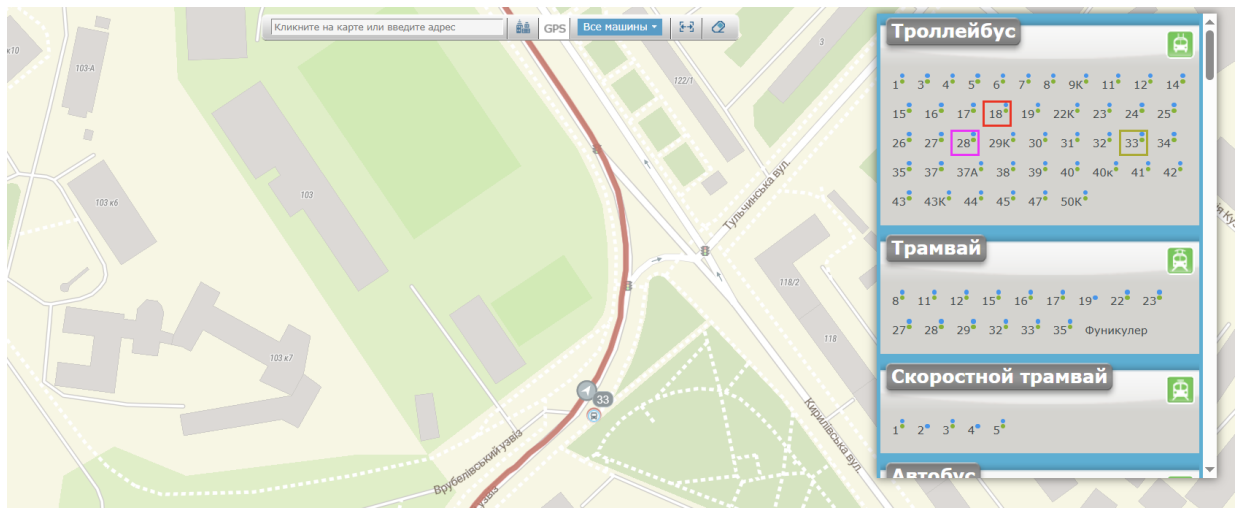 Кликните на карте или введите адрес
GPS
Все машины
Троллейбус
1 3 4 5 6 7 8 9К 11 12 14
15 16 17 18 19 22К 23 24 25
26 27 28 29К 30 31 32 33 34
35 37 37А 38 39 40 40к 41 42
43 43К 44 45 47 50К
Трамвай
8 11 12 15 16 17 19 22 23
27 28 29 32 33 35 Фуникулер
Скоростной трамвай
1 2 3 4 5
Автобус
к10
103-А
3
122/1
103 к6
103
Тульчинська вул.
118/2
118
103 к7
33
Кирилівська вул.
Врубелівський узвіз
узвіз